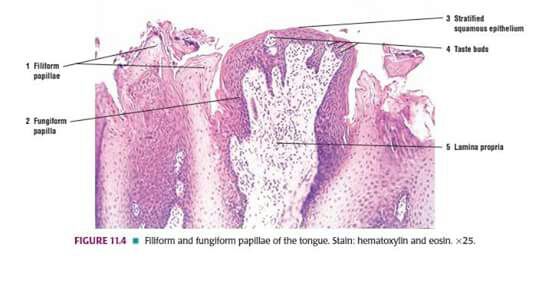 1 Filiform
papillae
2 Fungiform
papilla
3 Stratified
squamous epithelium
4 Taste buds
5 Lamina propria
FIGURE 11.4 ■ Filiform and fungiform papillae of the tongue. Stain: hematoxylin and eosin. ×25.